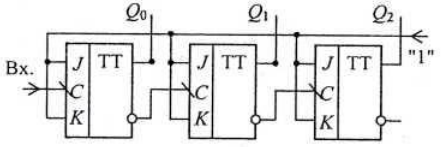 Q₀ Q₁ Q₂
Вх. J TT J TT J TT "1"
C C C
K K K